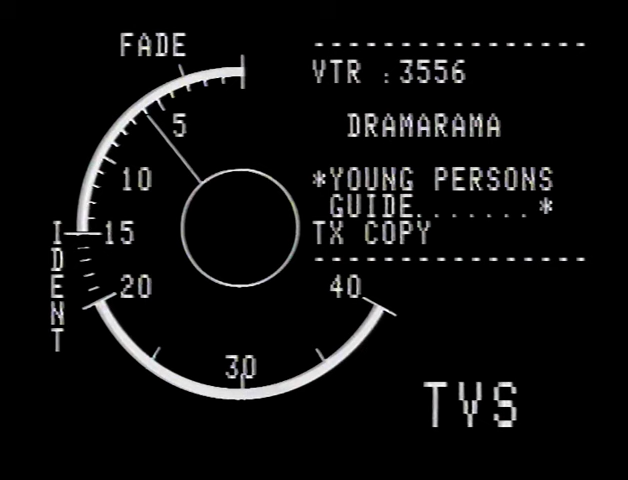 FADE
5
10
15
IDENT
20
30
40
-----------------
VTR :3556
DRAMARAMA
*YOUNG PERSONS
GUIDE.......*
TX COPY
-----------------
TVS